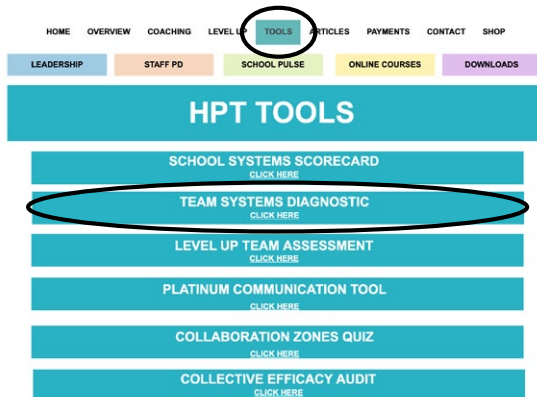 HOME OVERVIEW COACHING LEVEL UP TOOLS ARTICLES PAYMENTS CONTACT SHOP
LEADERSHIP STAFF PD SCHOOL PULSE ONLINE COURSES DOWNLOADS
HPT TOOLS
SCHOOL SYSTEMS SCORECARD
CLICK HERE
TEAM SYSTEMS DIAGNOSTIC
CLICK HERE
LEVEL UP TEAM ASSESSMENT
CLICK HERE
PLATINUM COMMUNICATION TOOL
CLICK HERE
COLLABORATION ZONES QUIZ
CLICK HERE
COLLECTIVE EFFICACY AUDIT
CLICK HERE